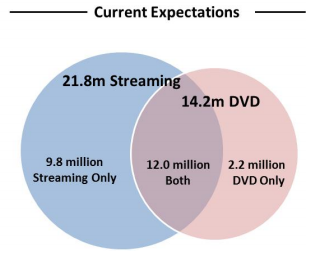 Current Expectations
21.8m Streaming
14.2m DVD
9.8 million
Streaming Only
12.0 million
Both
2.2 million
DVD Only